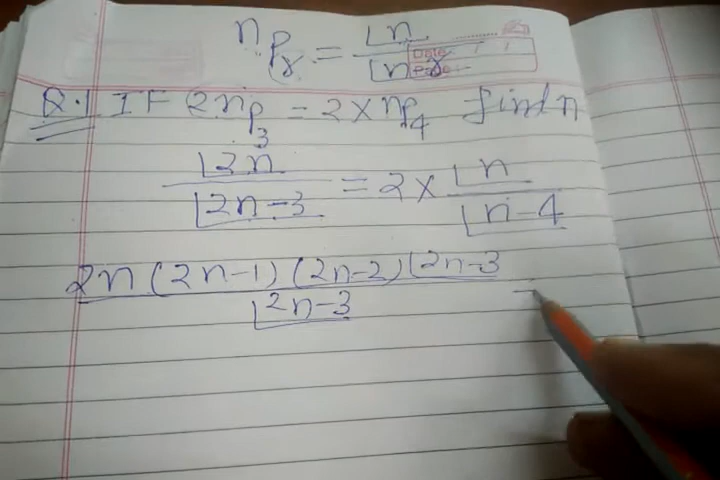 nPr = |n / |n-r
Date
Q.1 IF 2nP3 = 2 × nP4 find n
|2n / |2n-3 = 2 × |n / |n-4
2n (2n-1) (2n-2) |2n-3 / |2n-3